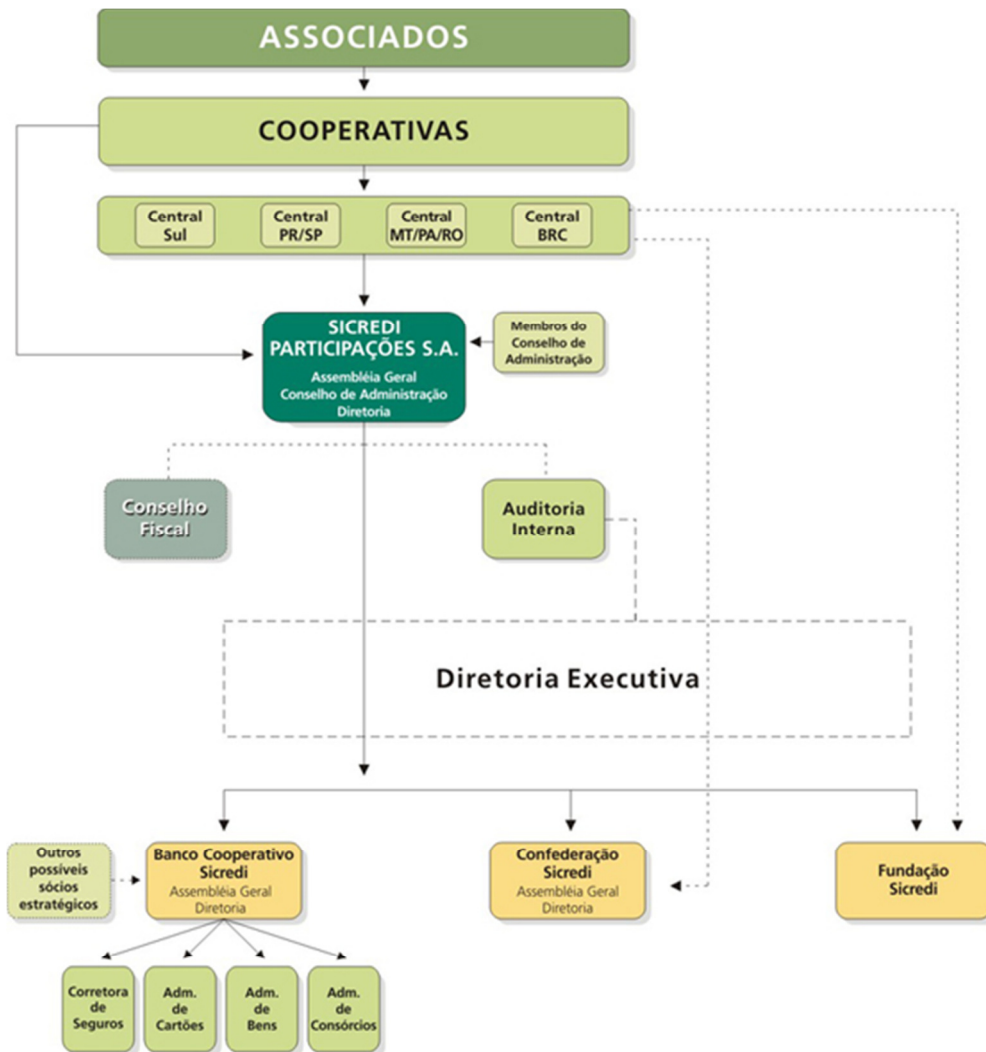 ASSOCIADOS
COOPERATIVAS
Central
Sul
Central
PR/SP
Central
MT/PA/RO
Central
BRC
SICREDI
PARTICIPAÇÕES S.A.
Assembléia Geral
Conselho de Administração
Diretoria
Membros do
Conselho de
Administração
Conselho
Fiscal
Auditoria
Interna
Diretoria Executiva
Outros
possíveis
sócios
estratégicos
Banco Cooperativo
Sicredi
Assembléia Geral
Diretoria
Confederação
Sicredi
Assembléia Geral
Diretoria
Fundação
Sicredi
Corretora
de
Seguros
Adm.
de
Cartões
Adm.
de
Bens
Adm.
de
Consórcios